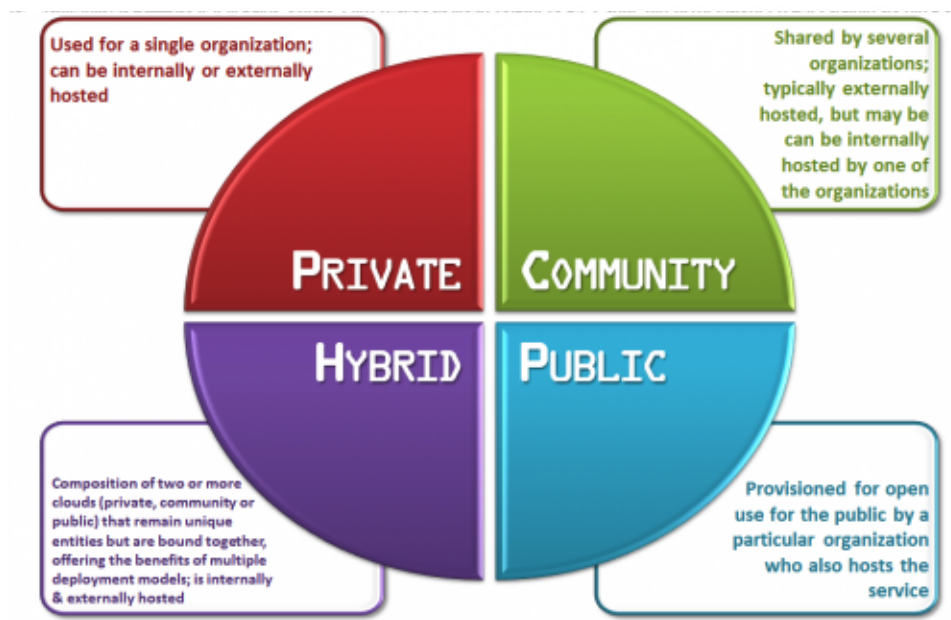 Used for a single organization;
can be internally or externally
hosted
Shared by several
organizations;
typically externally
hosted, but may be
can be internally
hosted by one of
the organizations
PRIVATE
COMMUNITY
HYBRID
PUBLIC
Composition of two or more
clouds (private, community or
public) that remain unique
entities but are bound together,
offering the benefits of multiple
deployment models; is internally
& externally hosted
Provisioned for open
use for the public by a
particular organization
who also hosts the
service